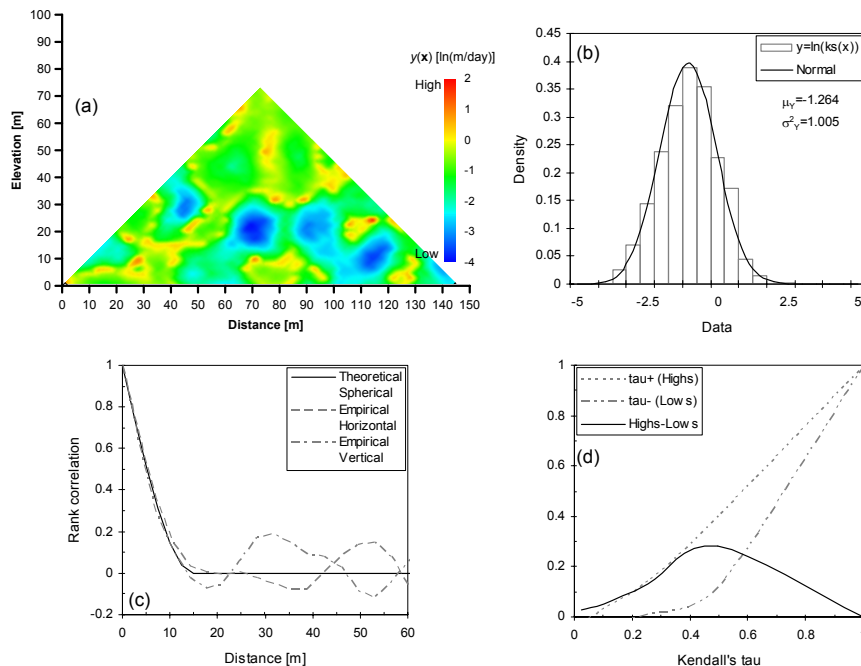 100
90
80
70
60
50
40
30
20
10
0
Elevation [m]
(a)
y(x) [ln(m/day)]
High
Low
2
1
0
-1
-2
-3
-4
0 10 20 30 40 50 60 70 80 90 100 110 120 130 140 150
Distance [m]
(b)
y=ln(ks(x))
Normal
μY=-1.264
σ²Y=1.005
0.45
0.4
0.35
0.3
0.25
0.2
0.15
0.1
0.05
0
Density
-5 -2.5 0 2.5 5
Data
1
0.8
0.6
0.4
0.2
0
-0.2
Rank correlation
Theoretical
Spherical
Empirical
Horizontal
Empirical
Vertical
(c)
0 10 20 30 40 50 60
Distance [m]
1
0.8
0.6
0.4
0.2
0
tau+ (Highs)
tau- (Lows)
Highs-Lows
(d)
0 0.2 0.4 0.6 0.8 1
Kendall's tau